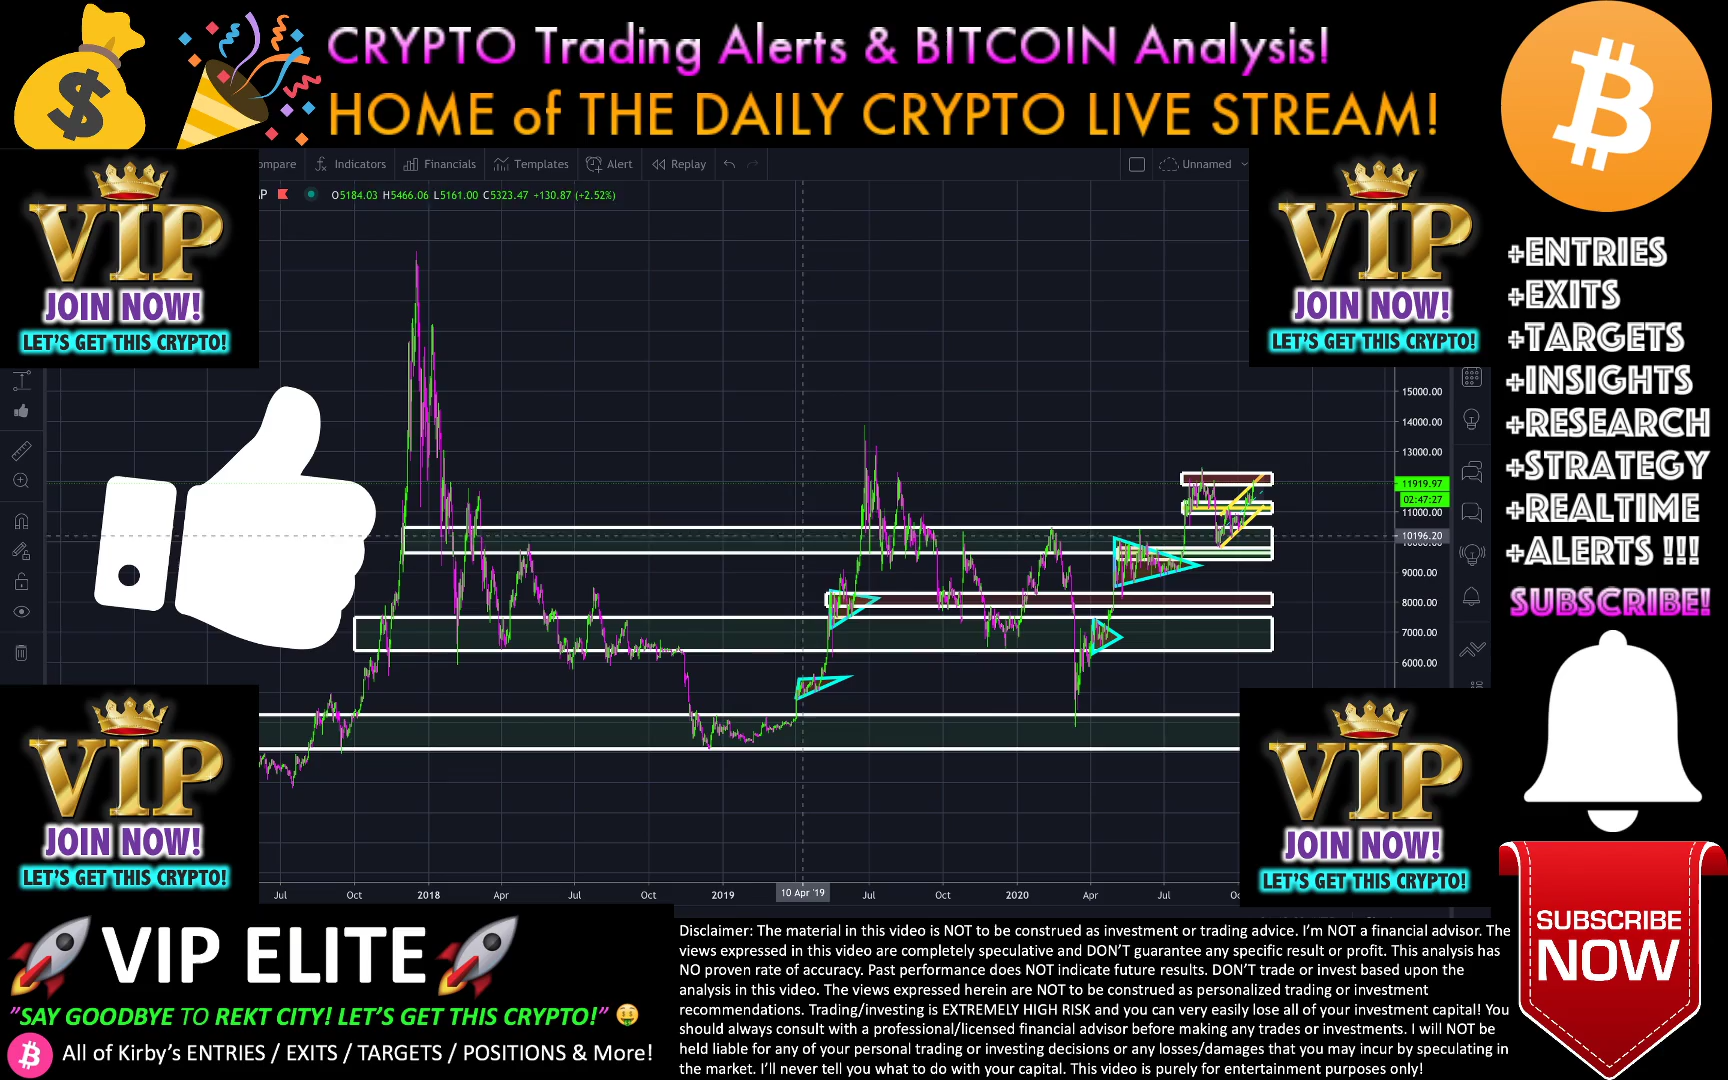 CRYPTO Trading Alerts & BITCOIN Analysis!
HOME of THE DAILY CRYPTO LIVE STREAM!
ompare Indicators Financials Templates Alert Replay Unnamed
P O5184.03 H5466.06 L5161.00 C5323.47 +130.87 (+2.52%)
VIP
JOIN NOW!
LET'S GET THIS CRYPTO!
VIP
JOIN NOW!
LET'S GET THIS CRYPTO!
+ENTRIES
+EXITS
+TARGETS
+INSIGHTS
+RESEARCH
+STRATEGY
+REALTIME
+ALERTS !!!
SUBSCRIBE!
15000.00
14000.00
13000.00
11919.97
02:47:27
11000.00
10196.20
9000.00
8000.00
7000.00
6000.00
VIP
JOIN NOW!
LET'S GET THIS CRYPTO!
VIP
JOIN NOW!
LET'S GET THIS CRYPTO!
Jul Oct 2018 Apr Jul Oct 2019 10 Apr '19 Jul Oct 2020 Apr Jul
SUBSCRIBE
NOW
VIP ELITE
"SAY GOODBYE TO REKT CITY! LET'S GET THIS CRYPTO!"
All of Kirby's ENTRIES / EXITS / TARGETS / POSITIONS & More!
Disclaimer: The material in this video is NOT to be construed as investment or trading advice. I'm NOT a financial advisor. The
views expressed in this video are completely speculative and DON'T guarantee any specific result or profit. This analysis has
NO proven rate of accuracy. Past performance does NOT indicate future results. DON'T trade or invest based upon the
analysis in this video. The views expressed herein are NOT to be construed as personalized trading or investment
recommendations. Trading/investing is EXTREMELY HIGH RISK and you can very easily lose all of your investment capital! You
should always consult with a professional/licensed financial advisor before making any trades or investments. I will NOT be
held liable for any of your personal trading or investing decisions or any losses/damages that you may incur by speculating in
the market. I'll never tell you what to do with your capital. This video is purely for entertainment purposes only!